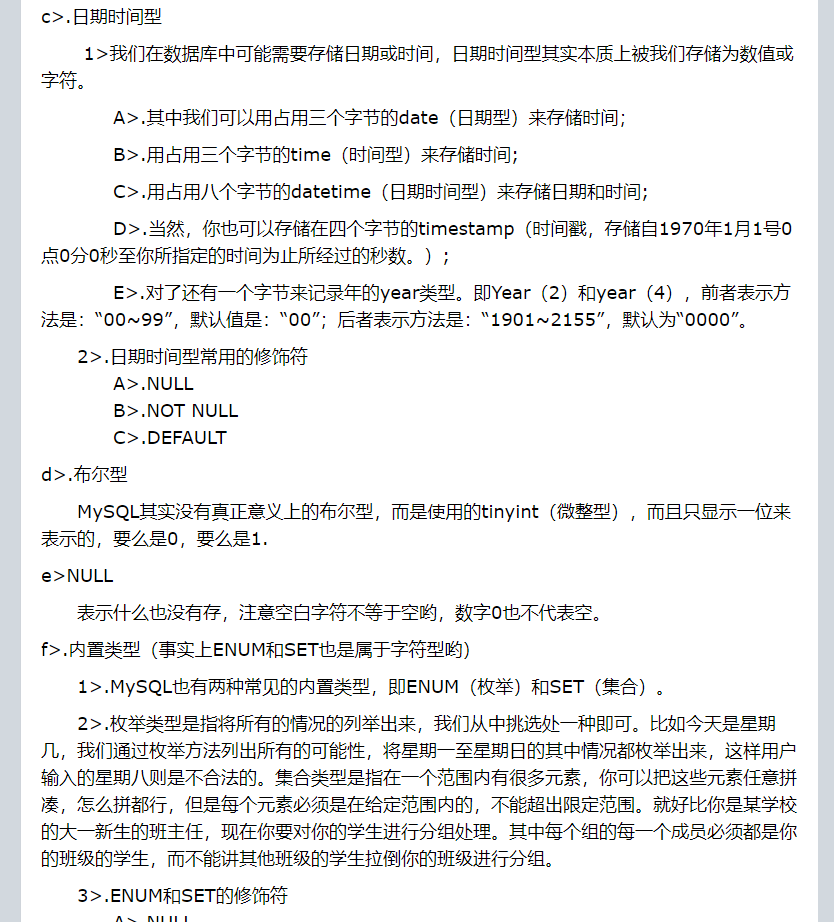 c>.日期时间型
1>我们在数据库中可能需要存储日期或时间，日期时间型其实本质上被我们存储为数值或
字符。
A>.其中我们可以用占用三个字节的date（日期型）来存储时间；
B>.用占用三个字节的time（时间型）来存储时间；
C>.用占用八个字节的datetime（日期时间型）来存储日期和时间；
D>.当然，你也可以存储在四个字节的timestamp（时间戳，存储自1970年1月1号0
点0分0秒至你所指定的时间为止所经过的秒数。）；
E>.对了还有一个字节来记录年的year类型。即Year（2）和year（4），前者表示方
法是：“00~99”，默认值是：“00”；后者表示方法是：“1901~2155”，默认为“0000”。
2>.日期时间型常用的修饰符
A>.NULL
B>.NOT NULL
C>.DEFAULT
d>.布尔型
MySQL其实没有真正意义上的布尔型，而是使用的tinyint（微整型），而且只显示一位来
表示的，要么是0，要么是1.
e>NULL
表示什么也没有存，注意空白字符不等于空哟，数字0也不代表空。
f>.内置类型（事实上ENUM和SET也是属于字符型哟）
1>.MySQL也有两种常见的内置类型，即ENUM（枚举）和SET（集合）。
2>.枚举类型是指将所有的情况的列举出来，我们从中挑选处一种即可。比如今天是星期
几，我们通过枚举方法列出所有的可能性，将星期一至星期日的其中情况都枚举出来，这样用户
输入的星期八则是不合法的。集合类型是指在一个范围内有很多元素，你可以把这些元素任意拼
凑，怎么拼都行，但是每个元素必须是在给定范围内的，不能超出限定范围。就好比你是某学校
的大一新生的班主任，现在你要对你的学生进行分组处理。其中每个组的每一个成员必须都是你
的班级的学生，而不能讲其他班级的学生拉倒你的班级进行分组。
3>.ENUM和SET的修饰符
A>.NULL